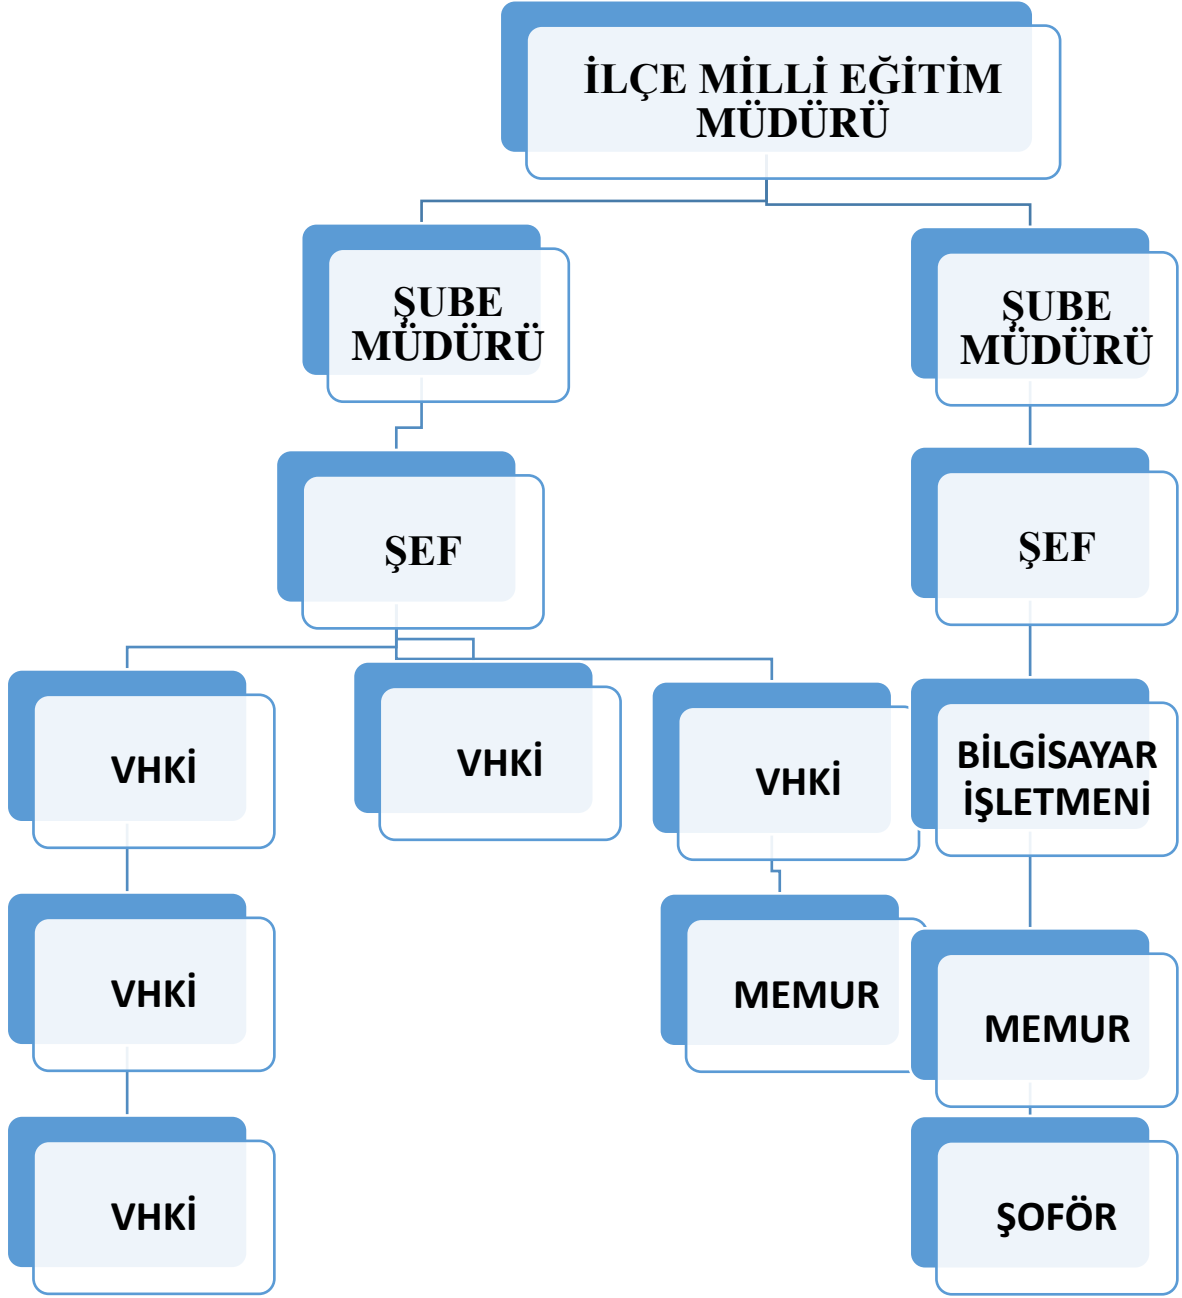 İLÇE MİLLİ EĞİTİM
MÜDÜRÜ
ŞUBE
MÜDÜRÜ
ŞUBE
MÜDÜRÜ
ŞEF
ŞEF
VHKİ
VHKİ
VHKİ
BİLGİSAYAR
İŞLETMENİ
VHKİ
MEMUR
MEMUR
VHKİ
ŞOFÖR